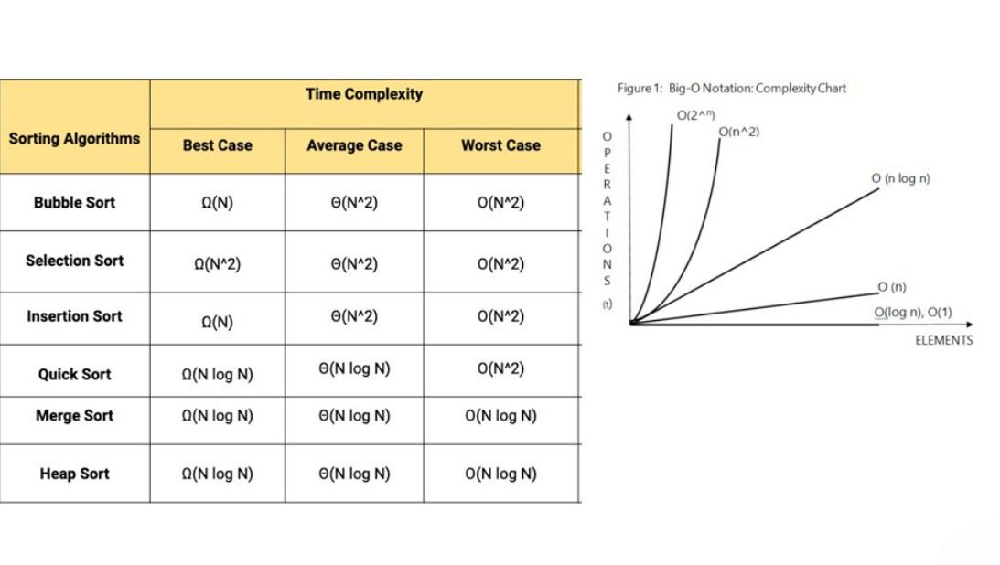 Time Complexity
Sorting Algorithms
Best Case Average Case Worst Case
Bubble Sort Ω(N) Θ(N^2) O(N^2)
Selection Sort Ω(N^2) Θ(N^2) O(N^2)
Insertion Sort Ω(N) Θ(N^2) O(N^2)
Quick Sort Ω(N log N) Θ(N log N) O(N^2)
Merge Sort Ω(N log N) Θ(N log N) O(N log N)
Heap Sort Ω(N log N) Θ(N log N) O(N log N)
Figure 1: Big-O Notation: Complexity Chart
O(2^n)
O(n^2)
O (n log n)
O (n)
O(log n), O(1)
ELEMENTS
OPERATIONS
(t)